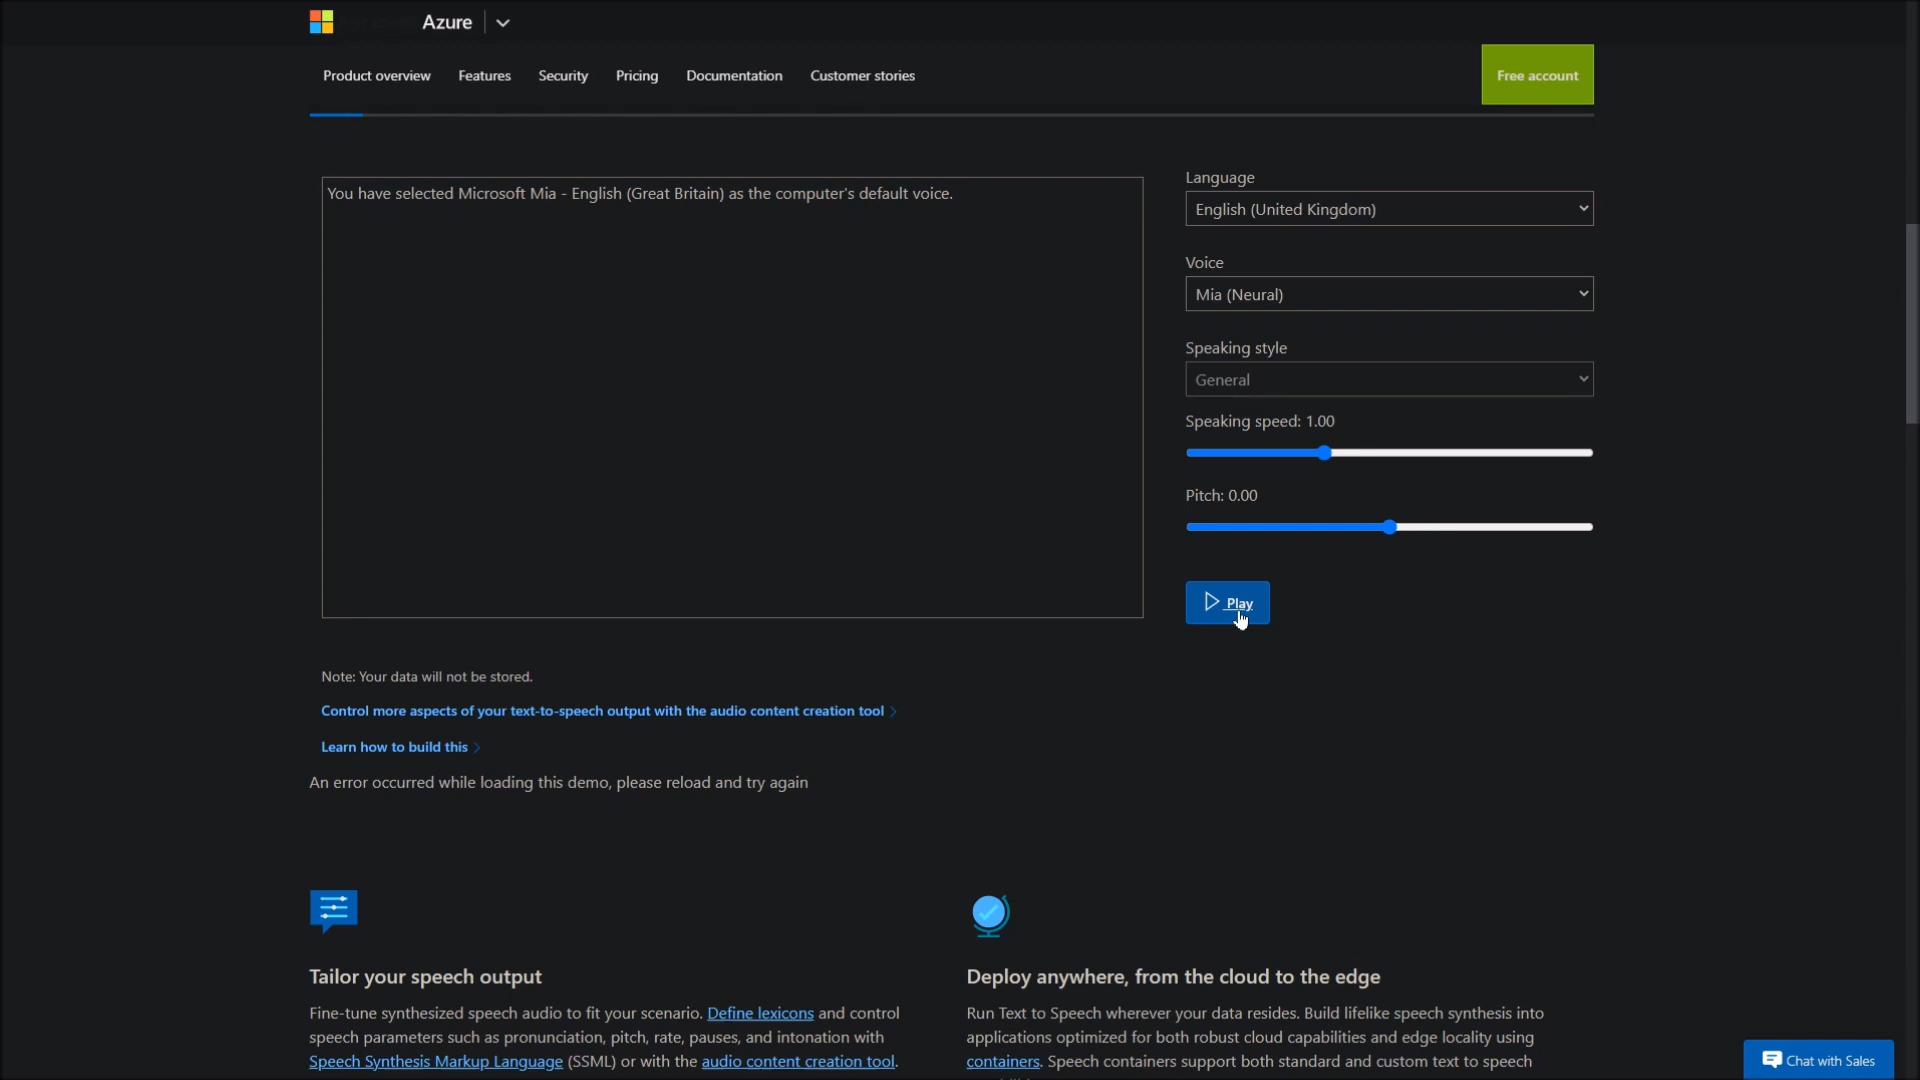 Azure
Product overview Features Security Pricing Documentation Customer stories
Free account
You have selected Microsoft Mia - English (Great Britain) as the computer's default voice.
Language
English (United Kingdom)
Voice
Mia (Neural)
Speaking style
General
Speaking speed: 1.00
Pitch: 0.00
Play
Note: Your data will not be stored.
Control more aspects of your text-to-speech output with the audio content creation tool
Learn how to build this
An error occurred while loading this demo, please reload and try again
Tailor your speech output
Fine-tune synthesized speech audio to fit your scenario. Define lexicons and control
speech parameters such as pronunciation, pitch, rate, pauses, and intonation with
Speech Synthesis Markup Language (SSML) or with the audio content creation tool.
Deploy anywhere, from the cloud to the edge
Run Text to Speech wherever your data resides. Build lifelike speech synthesis into
applications optimized for both robust cloud capabilities and edge locality using
containers. Speech containers support both standard and custom text to speech
Chat with Sales